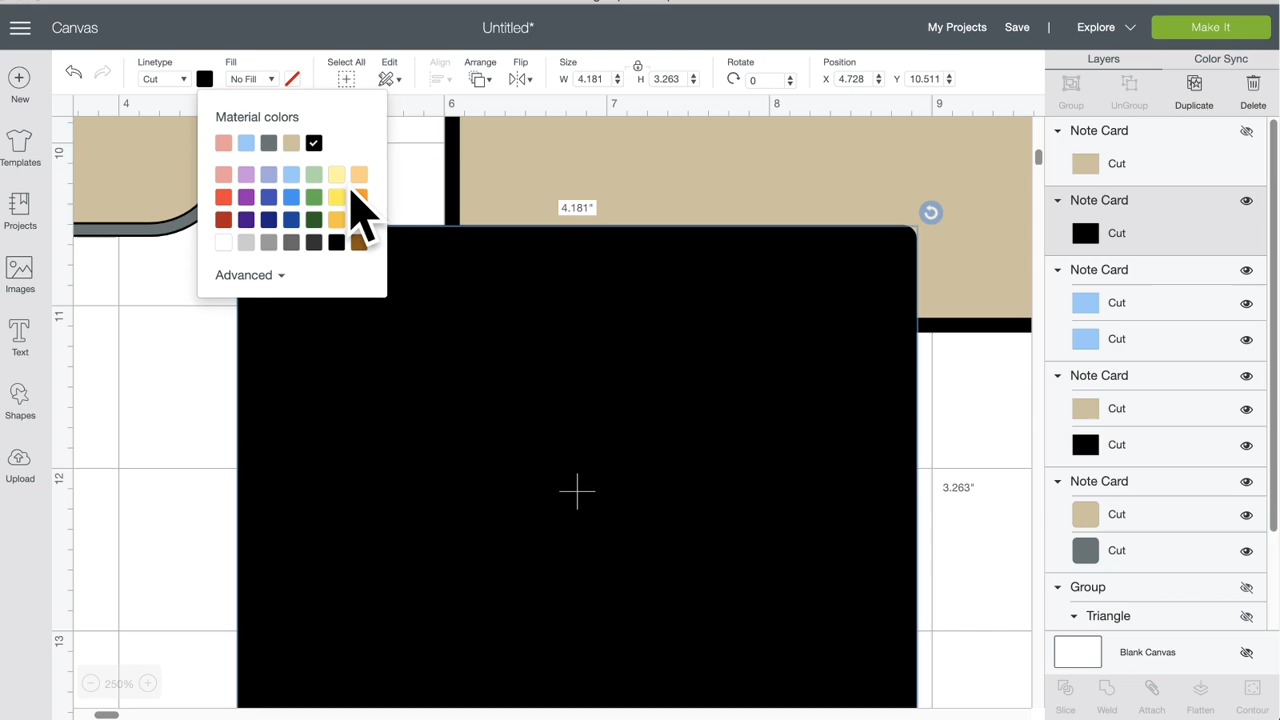 Canvas
Untitled*
My Projects
Save
Explore
Make It
New
Templates
Projects
Images
Text
Shapes
Upload
Linetype
Cut
Fill
No Fill
Select All
Edit
Align
Arrange
Flip
Size
W 4.181
H 3.263
Rotate
0
Position
X 4.728
Y 10.511
4
6
7
8
9
10
11
12
13
Material colors
Advanced
4.181"
3.263"
250%
Layers
Color Sync
Group
UnGroup
Duplicate
Delete
Note Card
Cut
Note Card
Cut
Note Card
Cut
Cut
Note Card
Cut
Cut
Note Card
Cut
Cut
Group
Triangle
Blank Canvas
Slice
Weld
Attach
Flatten
Contour